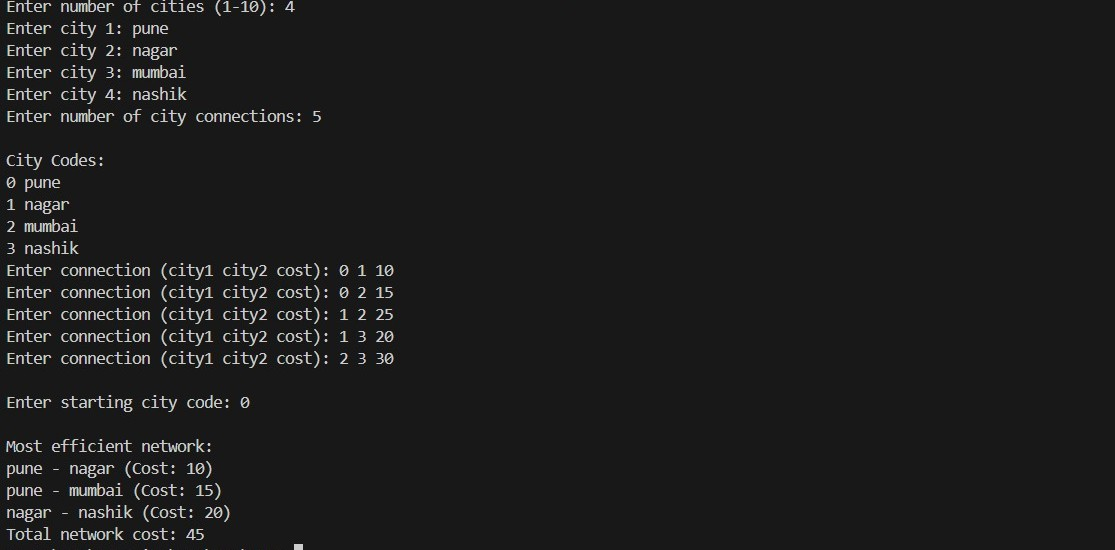 Enter number of cities (1-10): 4
Enter city 1: pune
Enter city 2: nagar
Enter city 3: mumbai
Enter city 4: nashik
Enter number of city connections: 5
City Codes:
0 pune
1 nagar
2 mumbai
3 nashik
Enter connection (city1 city2 cost): 0 1 10
Enter connection (city1 city2 cost): 0 2 15
Enter connection (city1 city2 cost): 1 2 25
Enter connection (city1 city2 cost): 1 3 20
Enter connection (city1 city2 cost): 2 3 30
Enter starting city code: 0
Most efficient network:
pune - nagar (Cost: 10)
pune - mumbai (Cost: 15)
nagar - nashik (Cost: 20)
Total network cost: 45